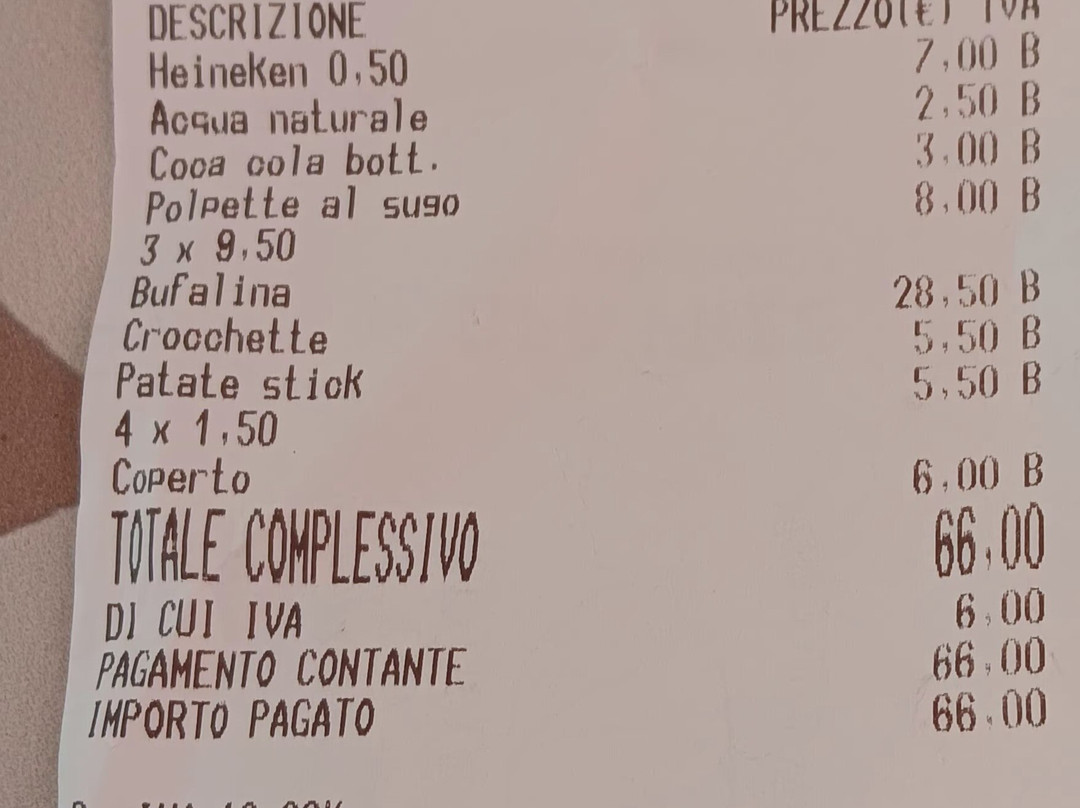 DESCRIZIONE PREZZO(€) IVA
Heineken 0,50 7,00 B
Acqua naturale 2,50 B
Coca cola bott. 3,00 B
Polpette al sugo 8,00 B
3 x 9,50
Bufalina 28,50 B
Crocchette 5,50 B
Patate stick 5,50 B
4 x 1,50
Coperto 6,00 B
TOTALE COMPLESSIVO 66,00
DI CUI IVA 6,00
PAGAMENTO CONTANTE 66,00
IMPORTO PAGATO 66,00